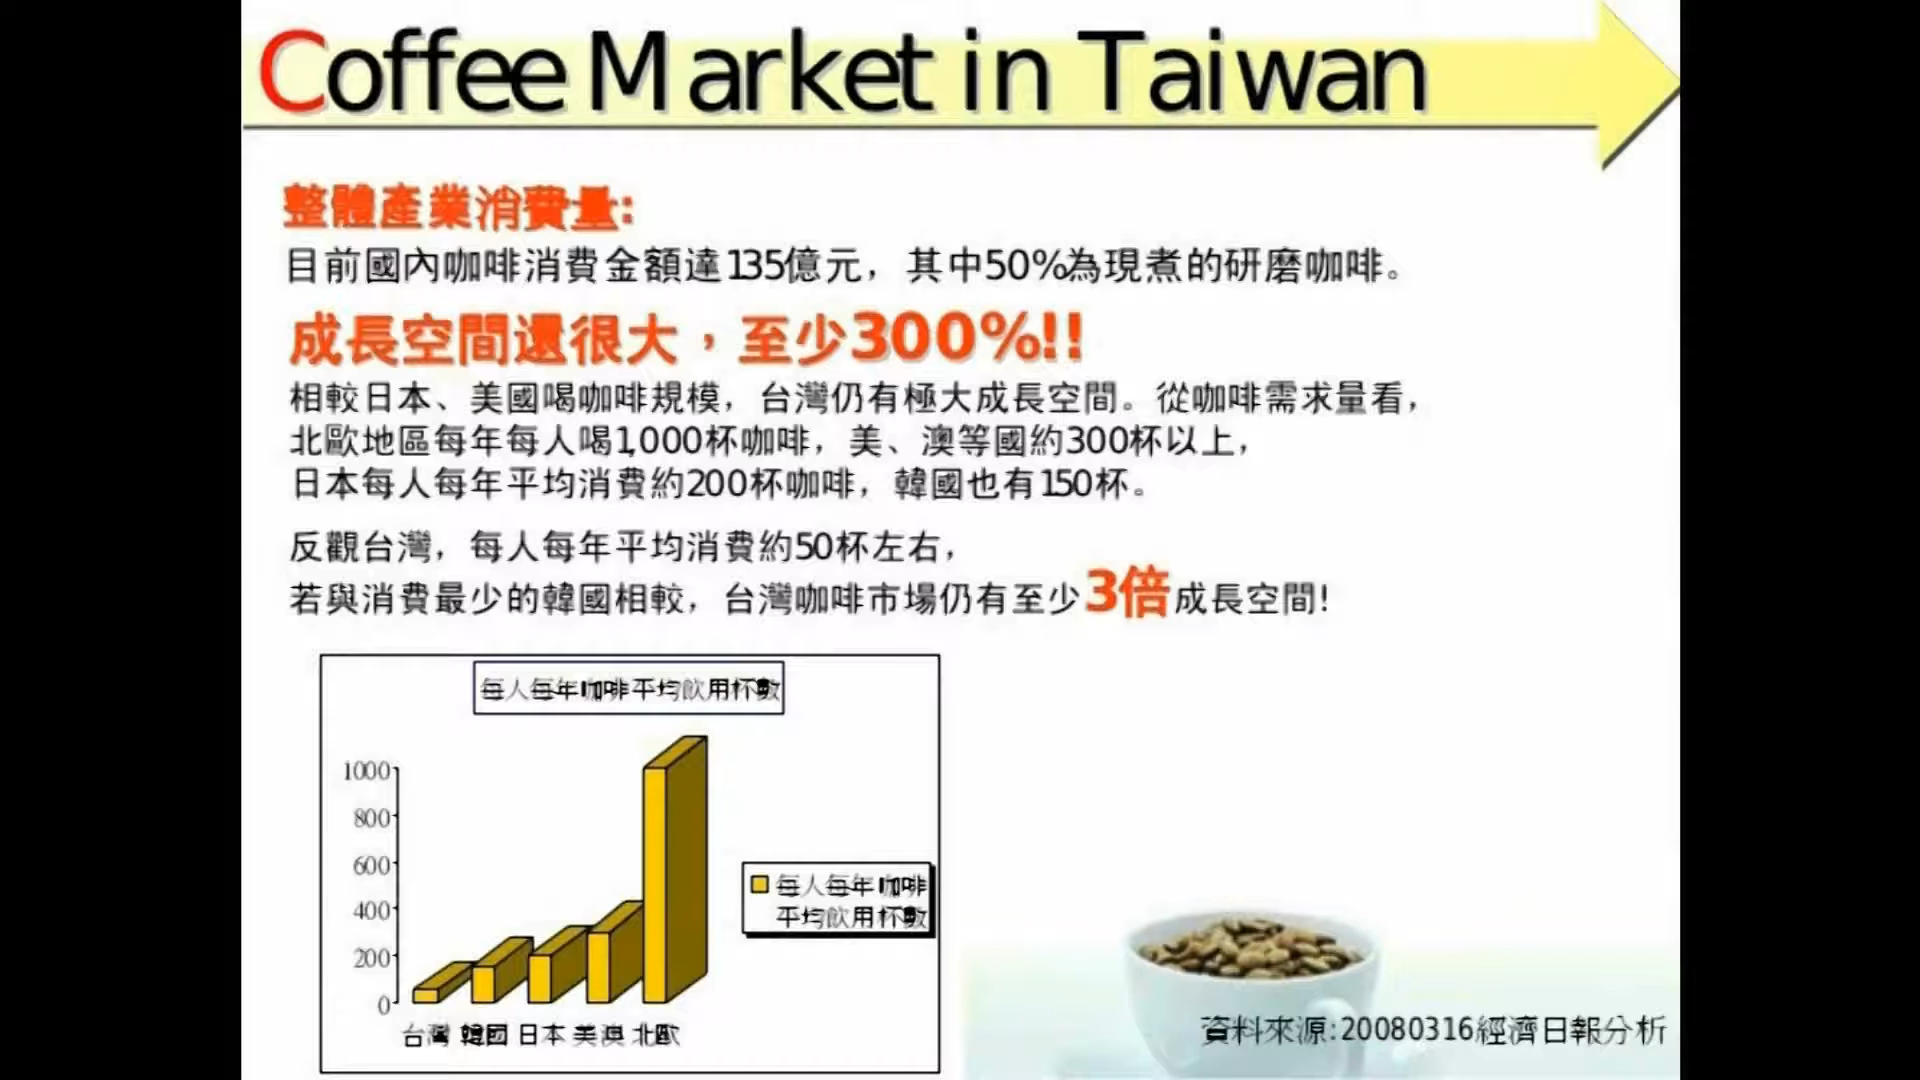 Coffee Market in Taiwan
整體產業消費量:
目前國內咖啡消費金額達135億元，其中50%為現煮的研磨咖啡。
成長空間還很大，至少300%!!
相較日本、美國喝咖啡規模，台灣仍有極大成長空間。從咖啡需求量看，
北歐地區每年每人喝1,000杯咖啡，美、澳等國約300杯以上，
日本每人每年平均消費約200杯咖啡，韓國也有150杯。
反觀台灣，每人每年平均消費約50杯左右，
若與消費最少的韓國相較，台灣咖啡市場仍有至少3倍成長空間!
每人每年咖啡平均飲用杯數
1000
800
600
400
200
0
台灣 韓國 日本 美澳 北歐
每人每年咖啡
平均飲用杯數
資料來源:20080316經濟日報分析